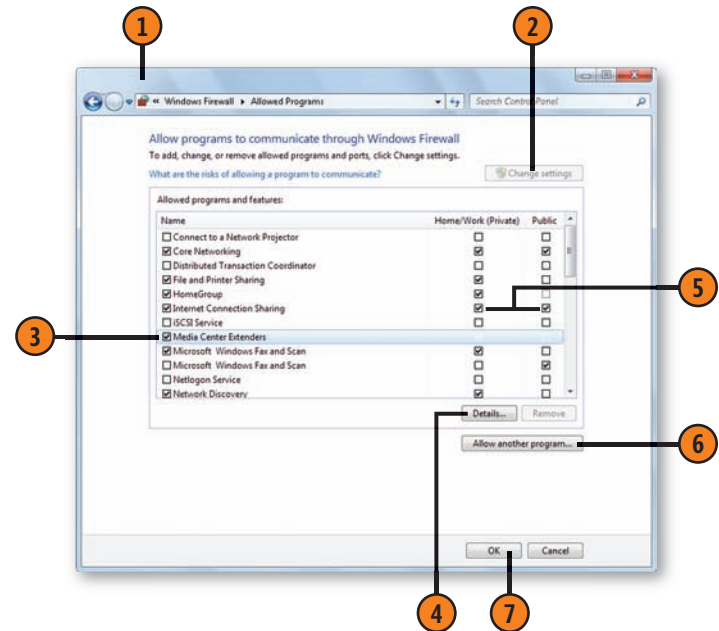 1
2
« Windows Firewall ▸ Allowed Programs
Search Control Panel
Allow programs to communicate through Windows Firewall
To add, change, or remove allowed programs and ports, click Change settings.
What are the risks of allowing a program to communicate?
Change settings
Allowed programs and features:
Name Home/Work (Private) Public
Connect to a Network Projector
Core Networking
Distributed Transaction Coordinator
File and Printer Sharing
HomeGroup
5
Internet Connection Sharing
iSCSI Service
3
Media Center Extenders
Microsoft Windows Fax and Scan
Microsoft Windows Fax and Scan
Netlogon Service
Network Discovery
Details... Remove
Allow another program...
6
OK Cancel
4
7